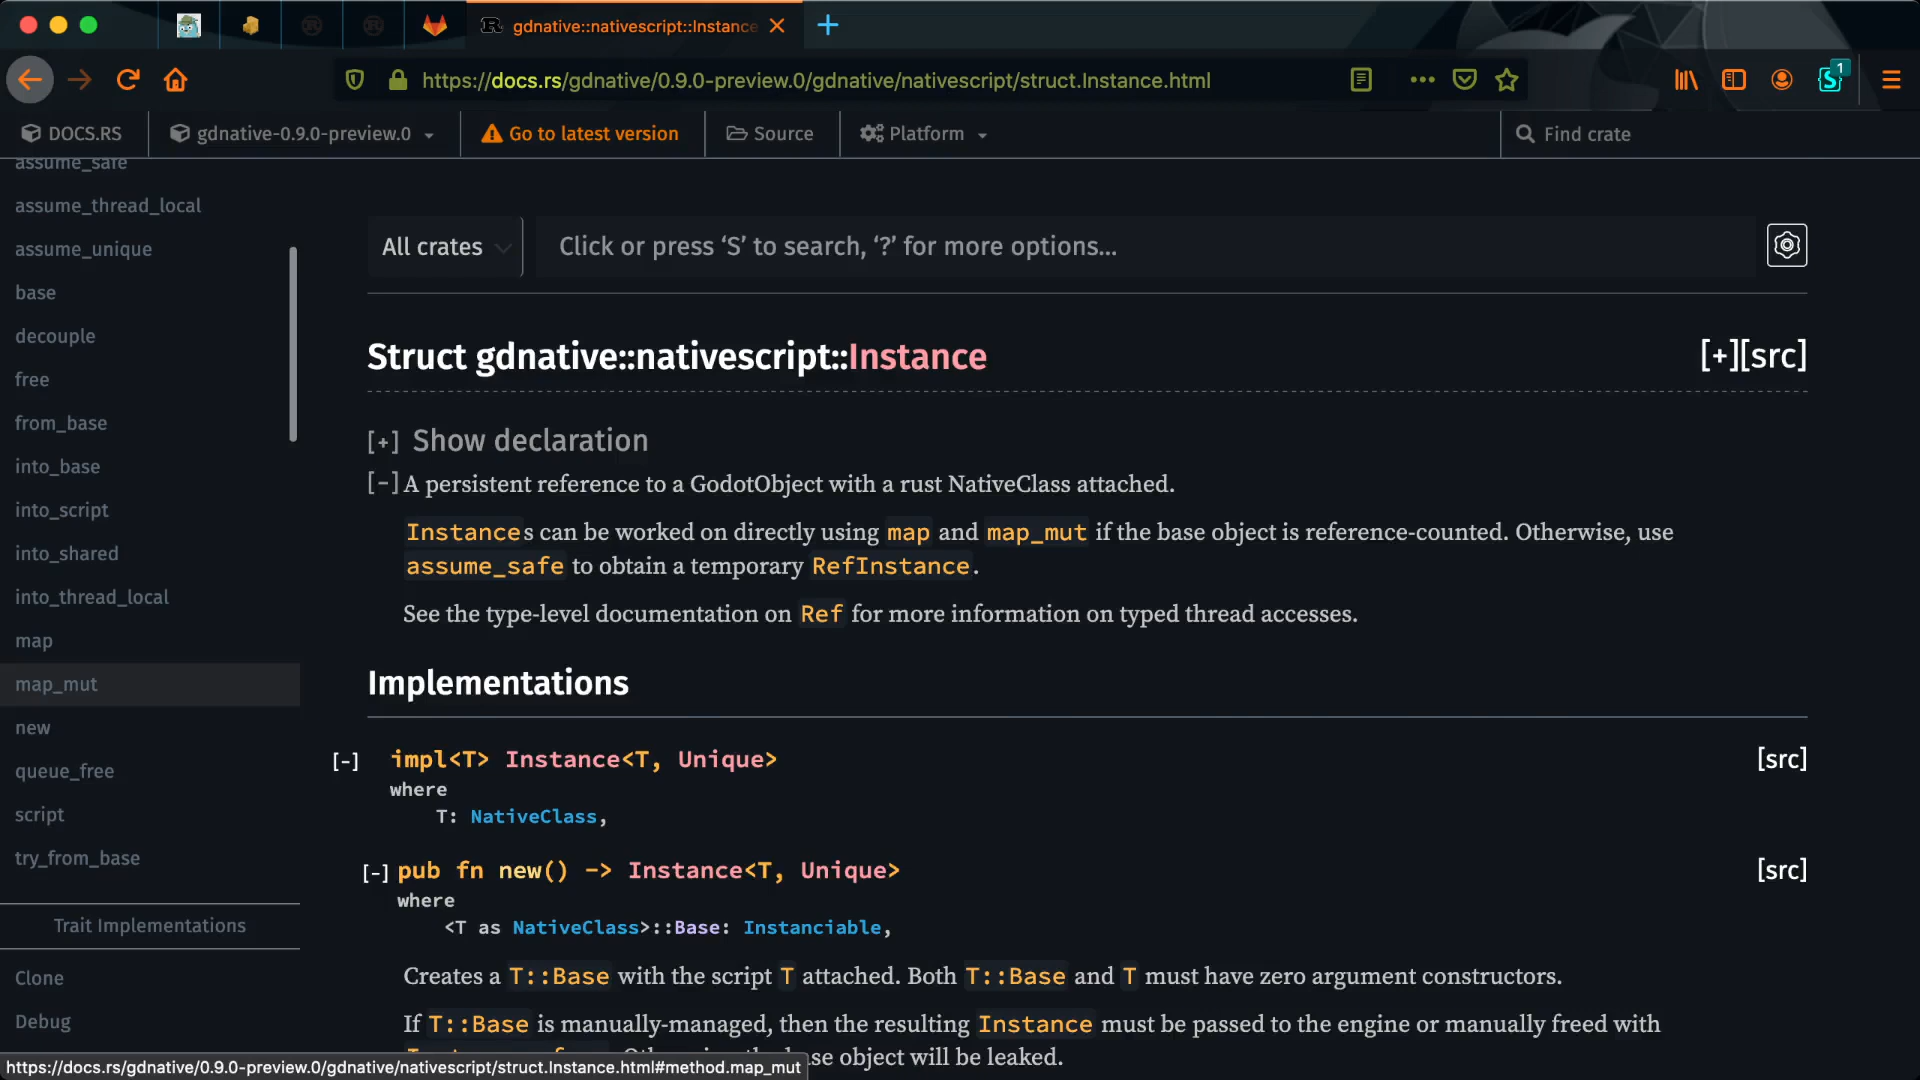 gdnative::nativescript::Instance
https://docs.rs/gdnative/0.9.0-preview.0/gdnative/nativescript/struct.Instance.html
1
DOCS.RS
gdnative-0.9.0-preview.0
Go to latest version
Source
Platform
Find crate
assume_safe
assume_thread_local
assume_unique
base
decouple
free
from_base
into_base
into_script
into_shared
into_thread_local
map
map_mut
new
queue_free
script
try_from_base
Trait Implementations
Clone
Debug
All crates
Click or press ‘S’ to search, ‘?’ for more options…
Struct gdnative::nativescript::Instance
[+][src]
[+] Show declaration
[-] A persistent reference to a GodotObject with a rust NativeClass attached.
Instances can be worked on directly using map and map_mut if the base object is reference-counted. Otherwise, use
assume_safe to obtain a temporary RefInstance.
See the type-level documentation on Ref for more information on typed thread accesses.
Implementations
[-] impl<T> Instance<T, Unique>
[src]
where
T: NativeClass,
[-] pub fn new() -> Instance<T, Unique>
[src]
where
<T as NativeClass>::Base: Instanciable,
Creates a T::Base with the script T attached. Both T::Base and T must have zero argument constructors.
If T::Base is manually-managed, then the resulting Instance must be passed to the engine or manually freed with
base object will be leaked.
https://docs.rs/gdnative/0.9.0-preview.0/gdnative/nativescript/struct.Instance.html#method.map_mut